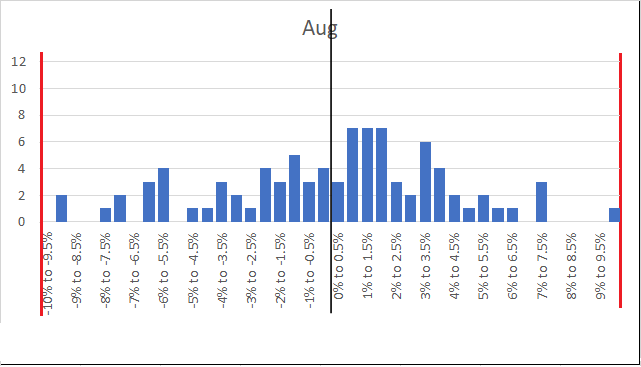 Aug
12
10
8
6
4
2
0
-10% to -9.5%
-9% to -8.5%
-8% to -7.5%
-7% to -6.5%
-6% to -5.5%
-5% to -4.5%
-4% to -3.5%
-3% to -2.5%
-2% to -1.5%
-1% to -0.5%
0% to 0.5%
1% to 1.5%
2% to 2.5%
3% to 3.5%
4% to 4.5%
5% to 5.5%
6% to 6.5%
7% to 7.5%
8% to 8.5%
9% to 9.5%